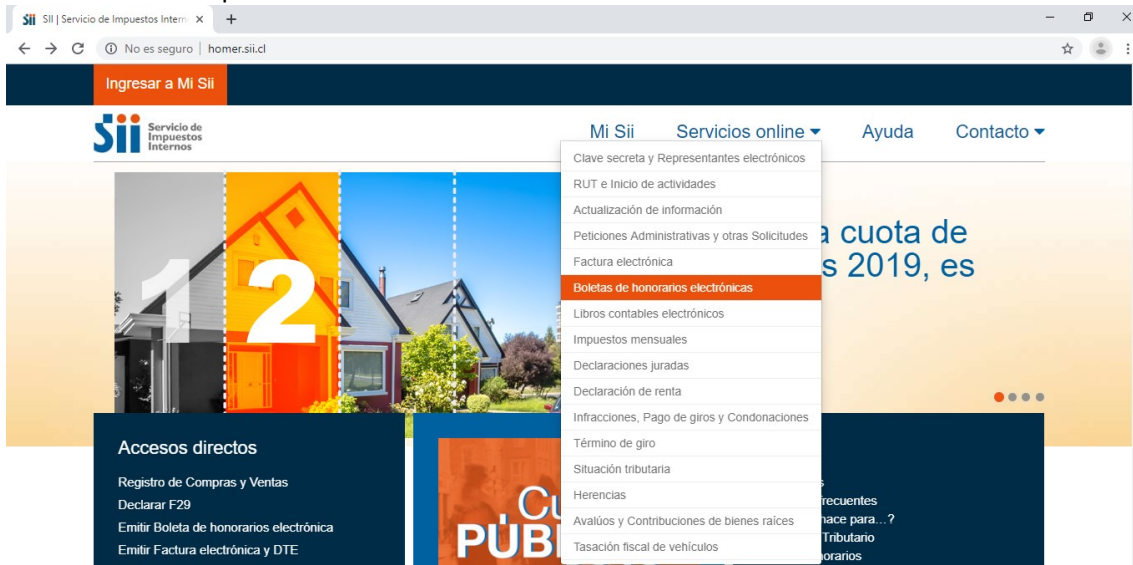 SII | Servicio de Impuestos Intern
No es seguro | homer.sii.cl
Ingresar a Mi Sii
Sii Servicio de
Impuestos
Internos
Mi Sii Servicios online Ayuda Contacto
Clave secreta y Representantes electrónicos
RUT e Inicio de actividades
Actualización de información
Peticiones Administrativas y otras Solicitudes
Factura electrónica
Boletas de honorarios electrónicas
Libros contables electrónicos
Impuestos mensuales
Declaraciones juradas
Declaración de renta
Infracciones, Pago de giros y Condonaciones
Término de giro
Situación tributaria
Herencias
Avalúos y Contribuciones de bienes raíces
Tasación fiscal de vehículos
1 2
a cuota de
s 2019, es
Accesos directos
Registro de Compras y Ventas
Declarar F29
Emitir Boleta de honorarios electrónica
Emitir Factura electrónica y DTE
Cu
PÚB
s
recuentes
hace para...?
Tributario
onorarios